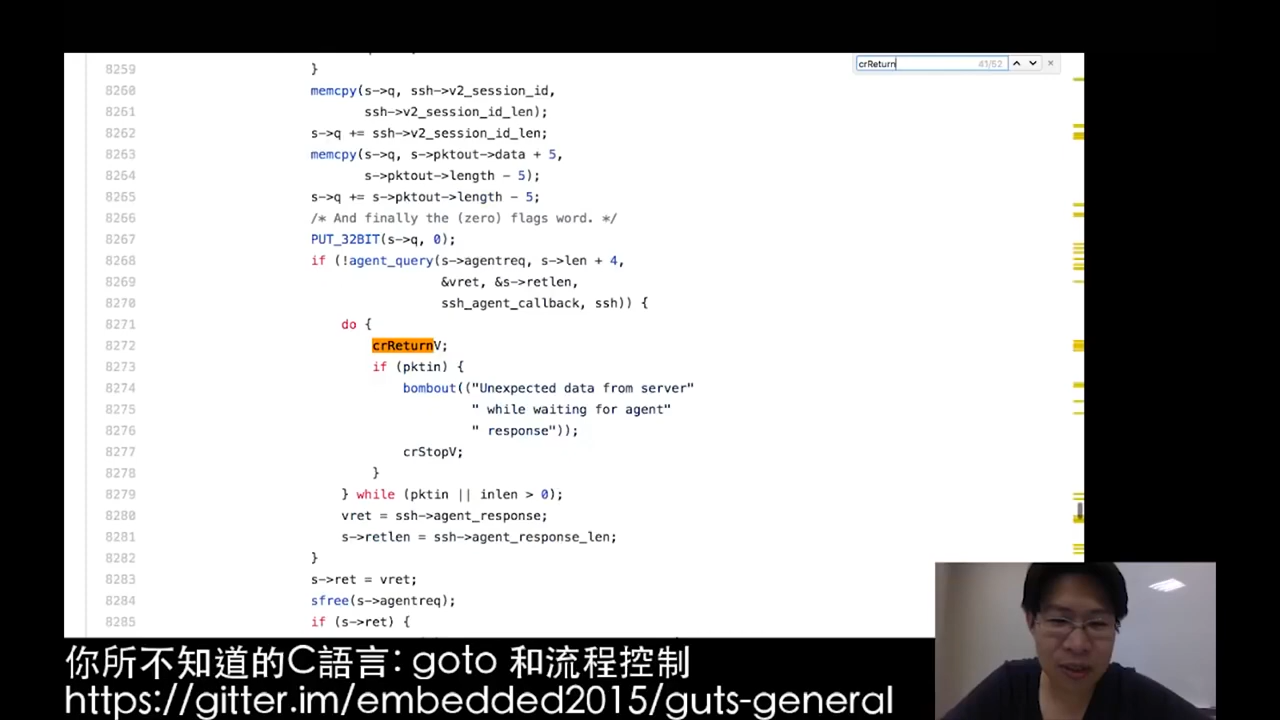 crReturn 41/52
8259 }
8260 memcpy(s->q, ssh->v2_session_id,
8261 ssh->v2_session_id_len);
8262 s->q += ssh->v2_session_id_len;
8263 memcpy(s->q, s->pktout->data + 5,
8264 s->pktout->length - 5);
8265 s->q += s->pktout->length - 5;
8266 /* And finally the (zero) flags word. */
8267 PUT_32BIT(s->q, 0);
8268 if (!agent_query(s->agentreq, s->len + 4,
8269 &vret, &s->retlen,
8270 ssh_agent_callback, ssh)) {
8271 do {
8272 crReturnV;
8273 if (pktin) {
8274 bombout(("Unexpected data from server"
8275 " while waiting for agent"
8276 " response"));
8277 crStopV;
8278 }
8279 } while (pktin || inlen > 0);
8280 vret = ssh->agent_response;
8281 s->retlen = ssh->agent_response_len;
8282 }
8283 s->ret = vret;
8284 sfree(s->agentreq);
8285 if (s->ret) {
你所不知道的C語言: goto 和流程控制
https://gitter.im/embedded2015/guts-general